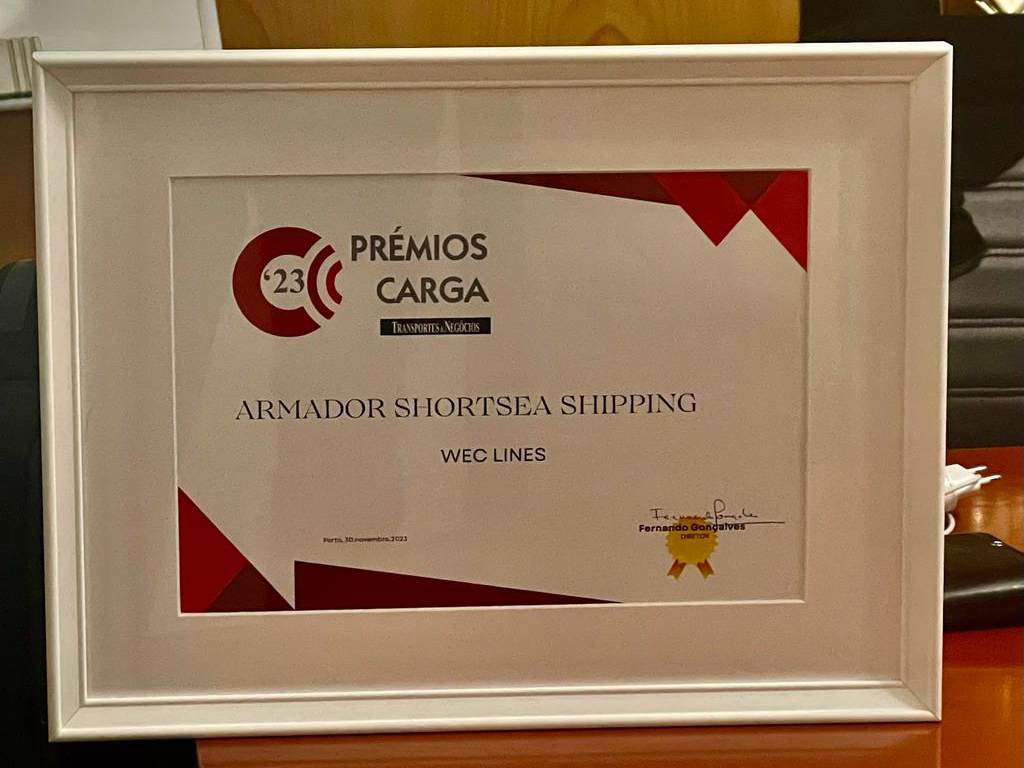 '23
PRÉMIOS
CARGA
TRANSPORTES & NEGÓCIOS
ARMADOR SHORTSEA SHIPPING
WEC LINES
Porto, 30.novembro.2023
Fernando Gonçalves
DIRETOR